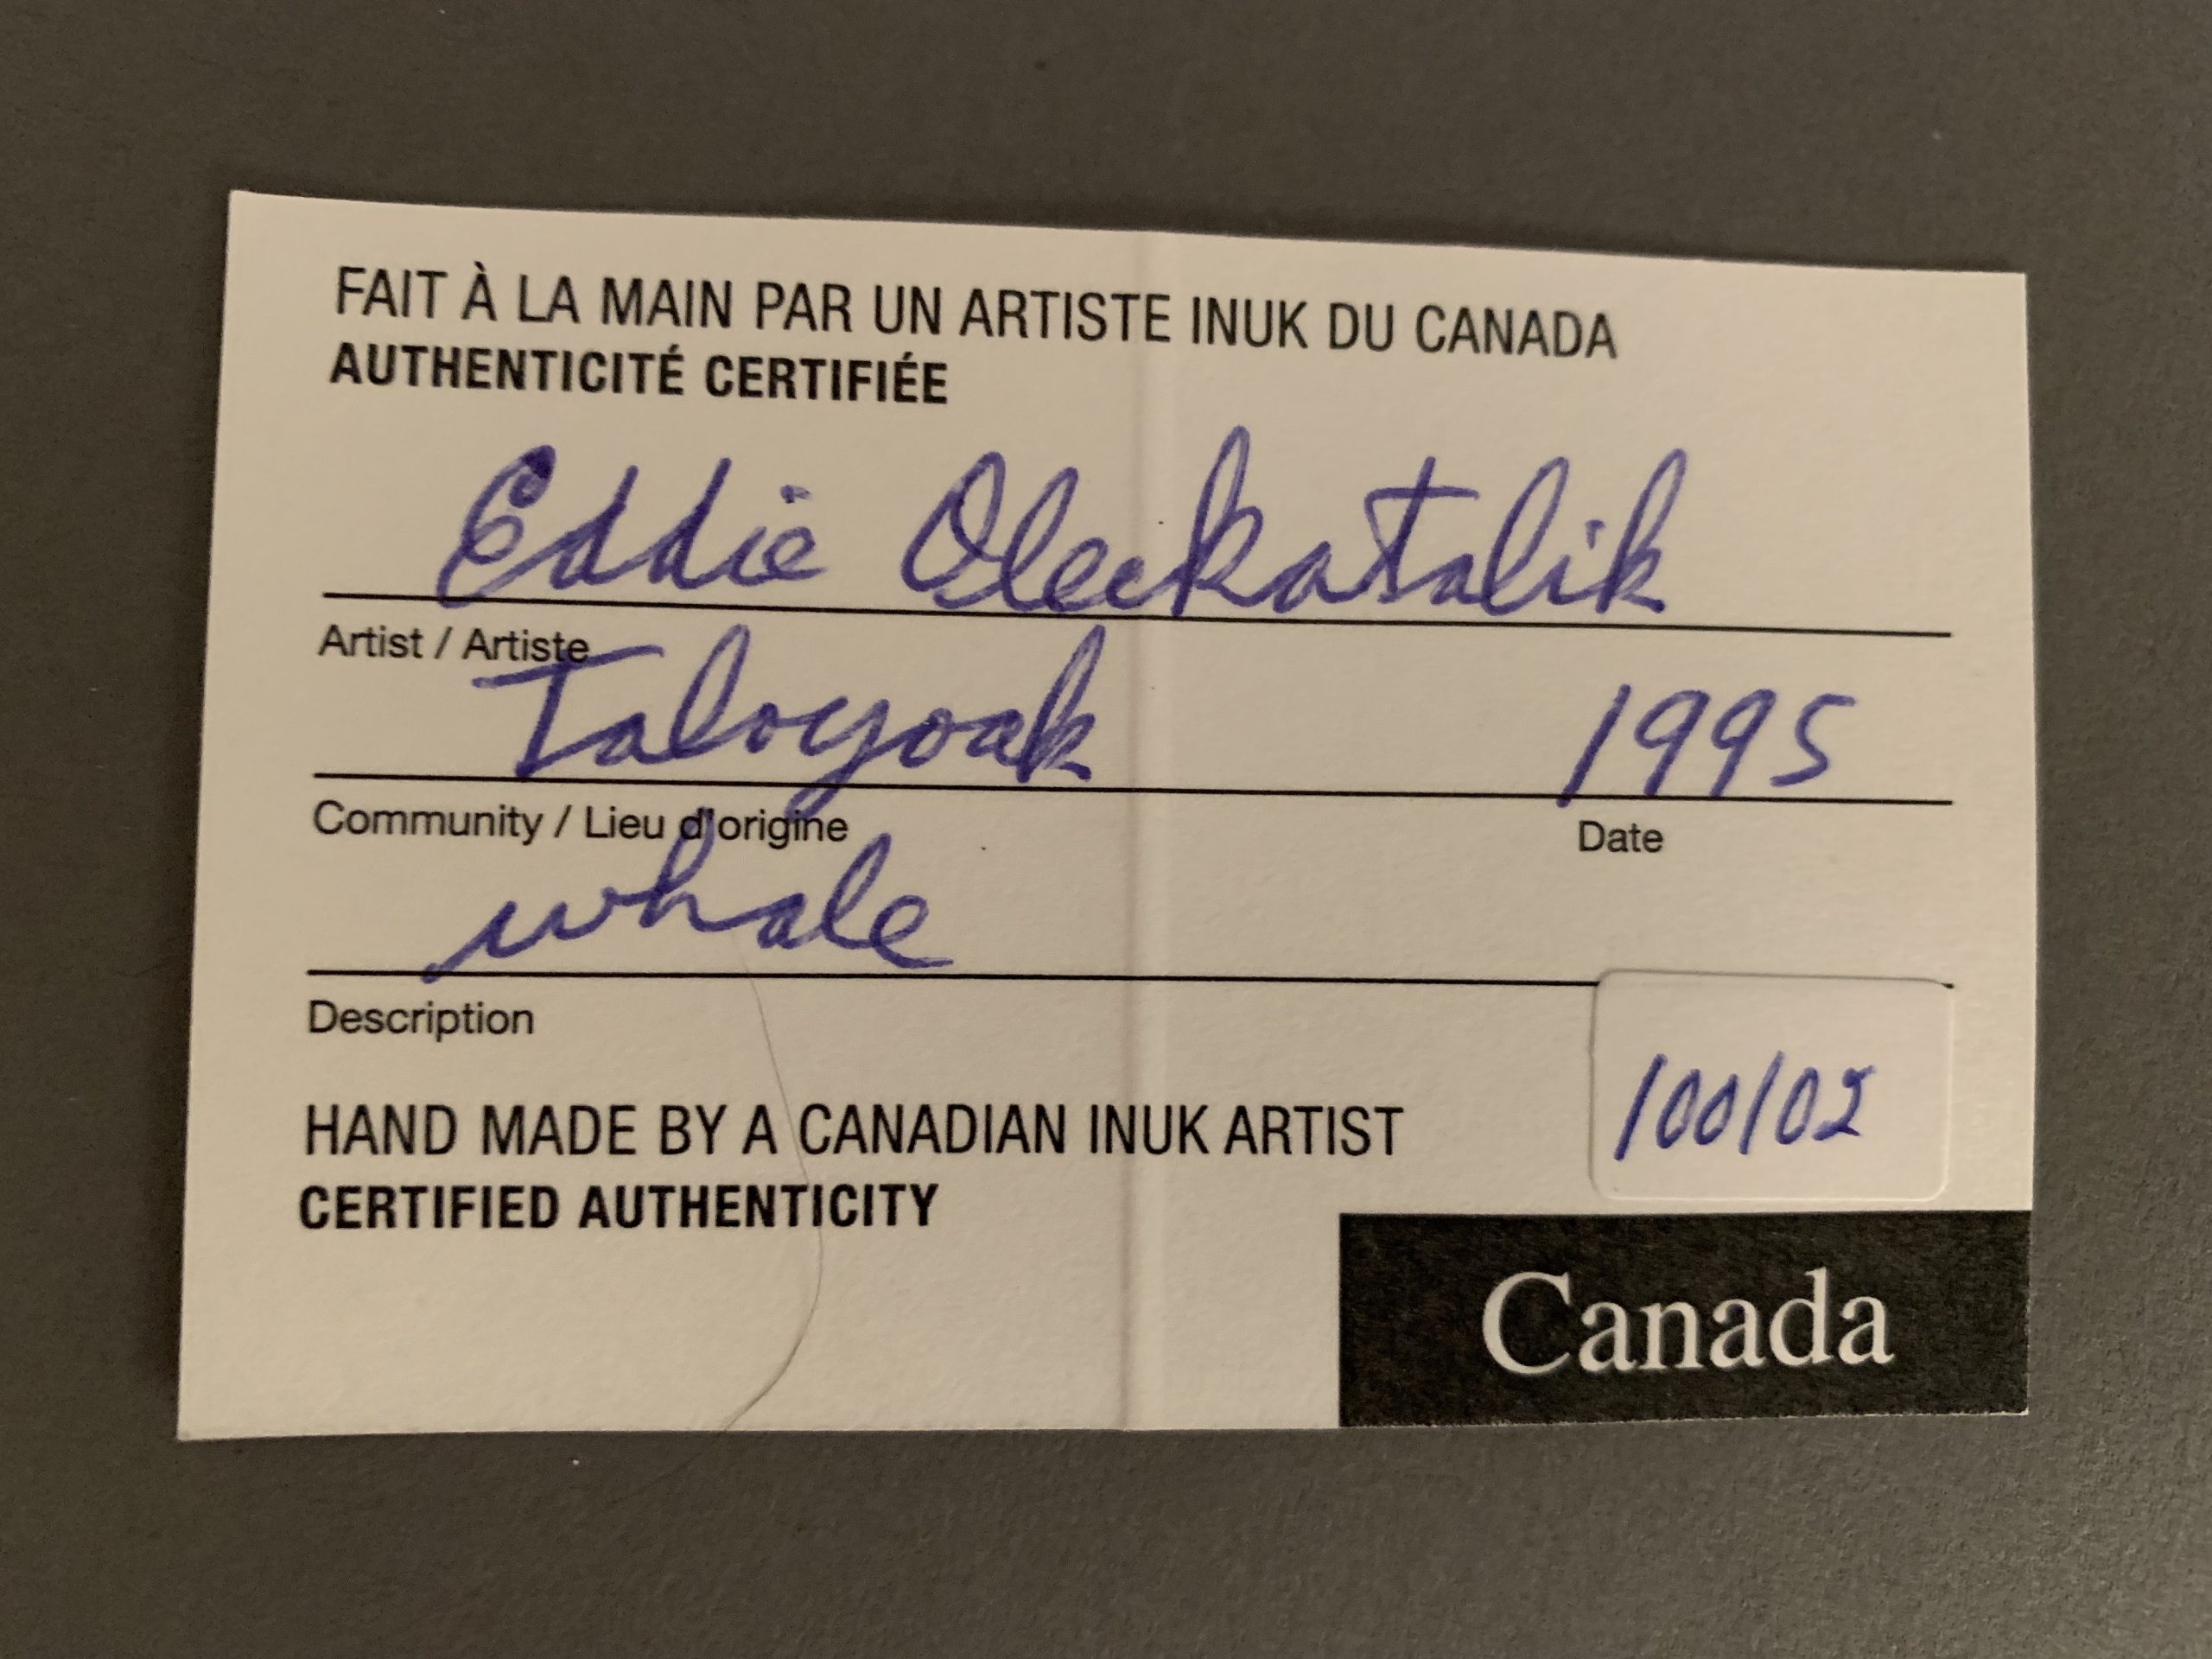 FAIT À LA MAIN PAR UN ARTISTE INUK DU CANADA
AUTHENTICITÉ CERTIFIÉE
Eddie Oleekatalik
Artist / Artiste
Taloyoak 1995
Community / Lieu d'origine Date
whale
Description
100102
HAND MADE BY A CANADIAN INUK ARTIST
CERTIFIED AUTHENTICITY
Canada